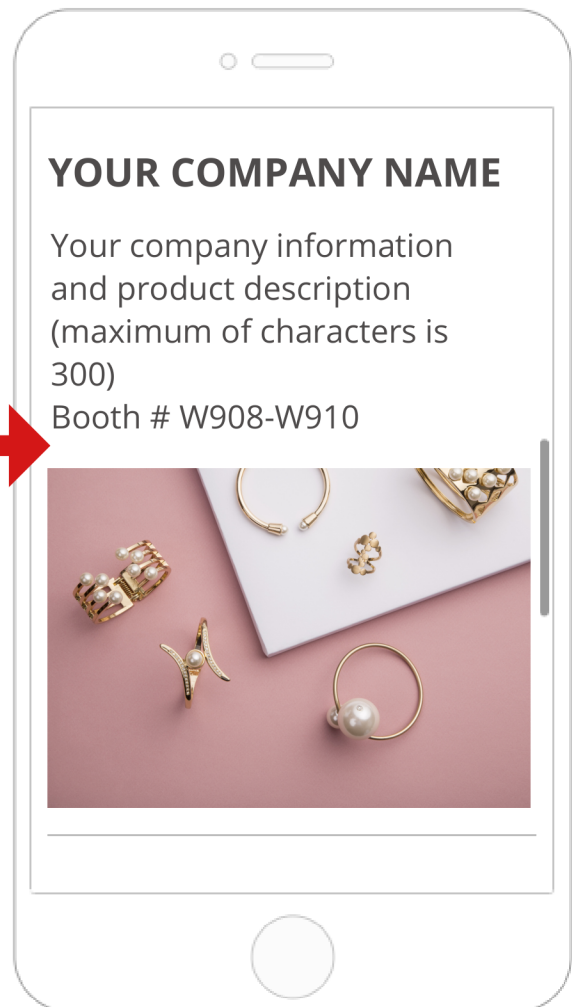 YOUR COMPANY NAME
Your company information
and product description
(maximum of characters is
300)
Booth # W908-W910